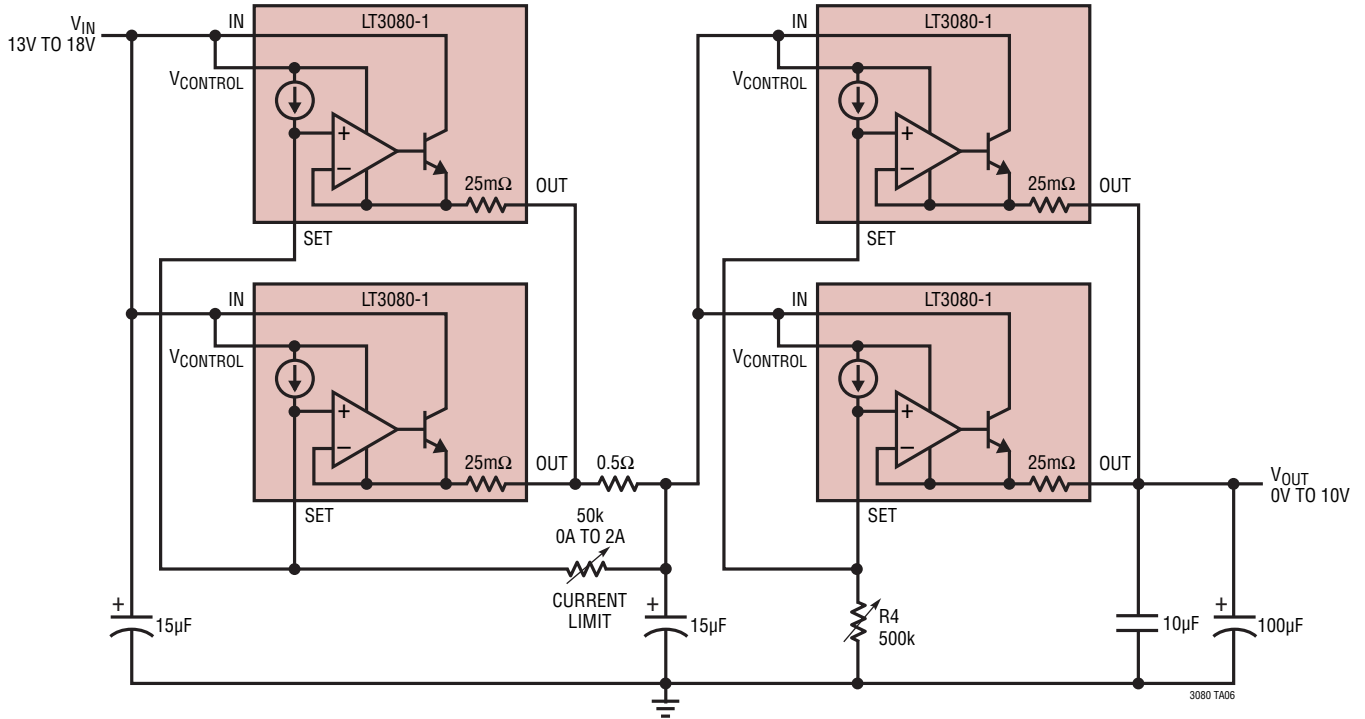 VIN
13V TO 18V
IN
LT3080-1
VCONTROL
+
–
25mΩ
OUT
SET
IN
LT3080-1
VCONTROL
+
–
25mΩ
OUT
SET
IN
LT3080-1
VCONTROL
+
–
25mΩ
OUT
0.5Ω
SET
50k
0A TO 2A
CURRENT
LIMIT
IN
LT3080-1
VCONTROL
+
–
25mΩ
OUT
SET
VOUT
0V TO 10V
+
15µF
+
15µF
R4
500k
10µF
+
100µF
3080 TA06